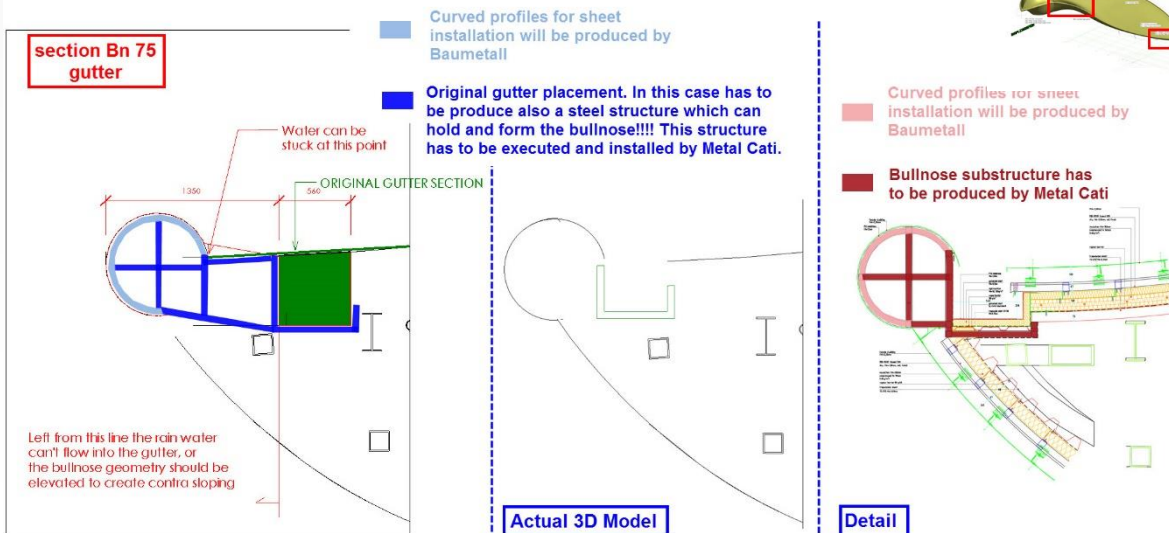 section Bn 75
gutter
Curved profiles for sheet
installation will be produced by
Baumetall
Original gutter placement. In this case has to
be produce also a steel structure which can
hold and form the bullnose!!!! This structure
has to be executed and installed by Metal Cati.
Water can be
stuck at this point
ORIGINAL GUTTER SECTION
1350
560
Left from this line the rain water
can't flow into the gutter, or
the bullnose geometry should be
elevated to create contra sloping
Actual 3D Model
Curved profiles for sheet
installation will be produced by
Baumetall
Bullnose substructure has
to be produced by Metal Cati
Detail